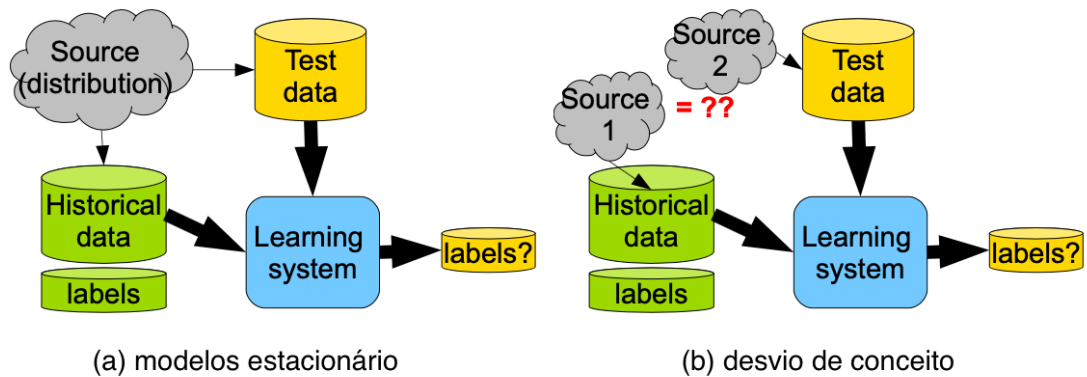 Source
(distribution)
Test
data
Historical
data
labels
Learning
system
labels?
(a) modelos estacionário
Source
1
= ??
Source
2
Test
data
Historical
data
labels
Learning
system
labels?
(b) desvio de conceito